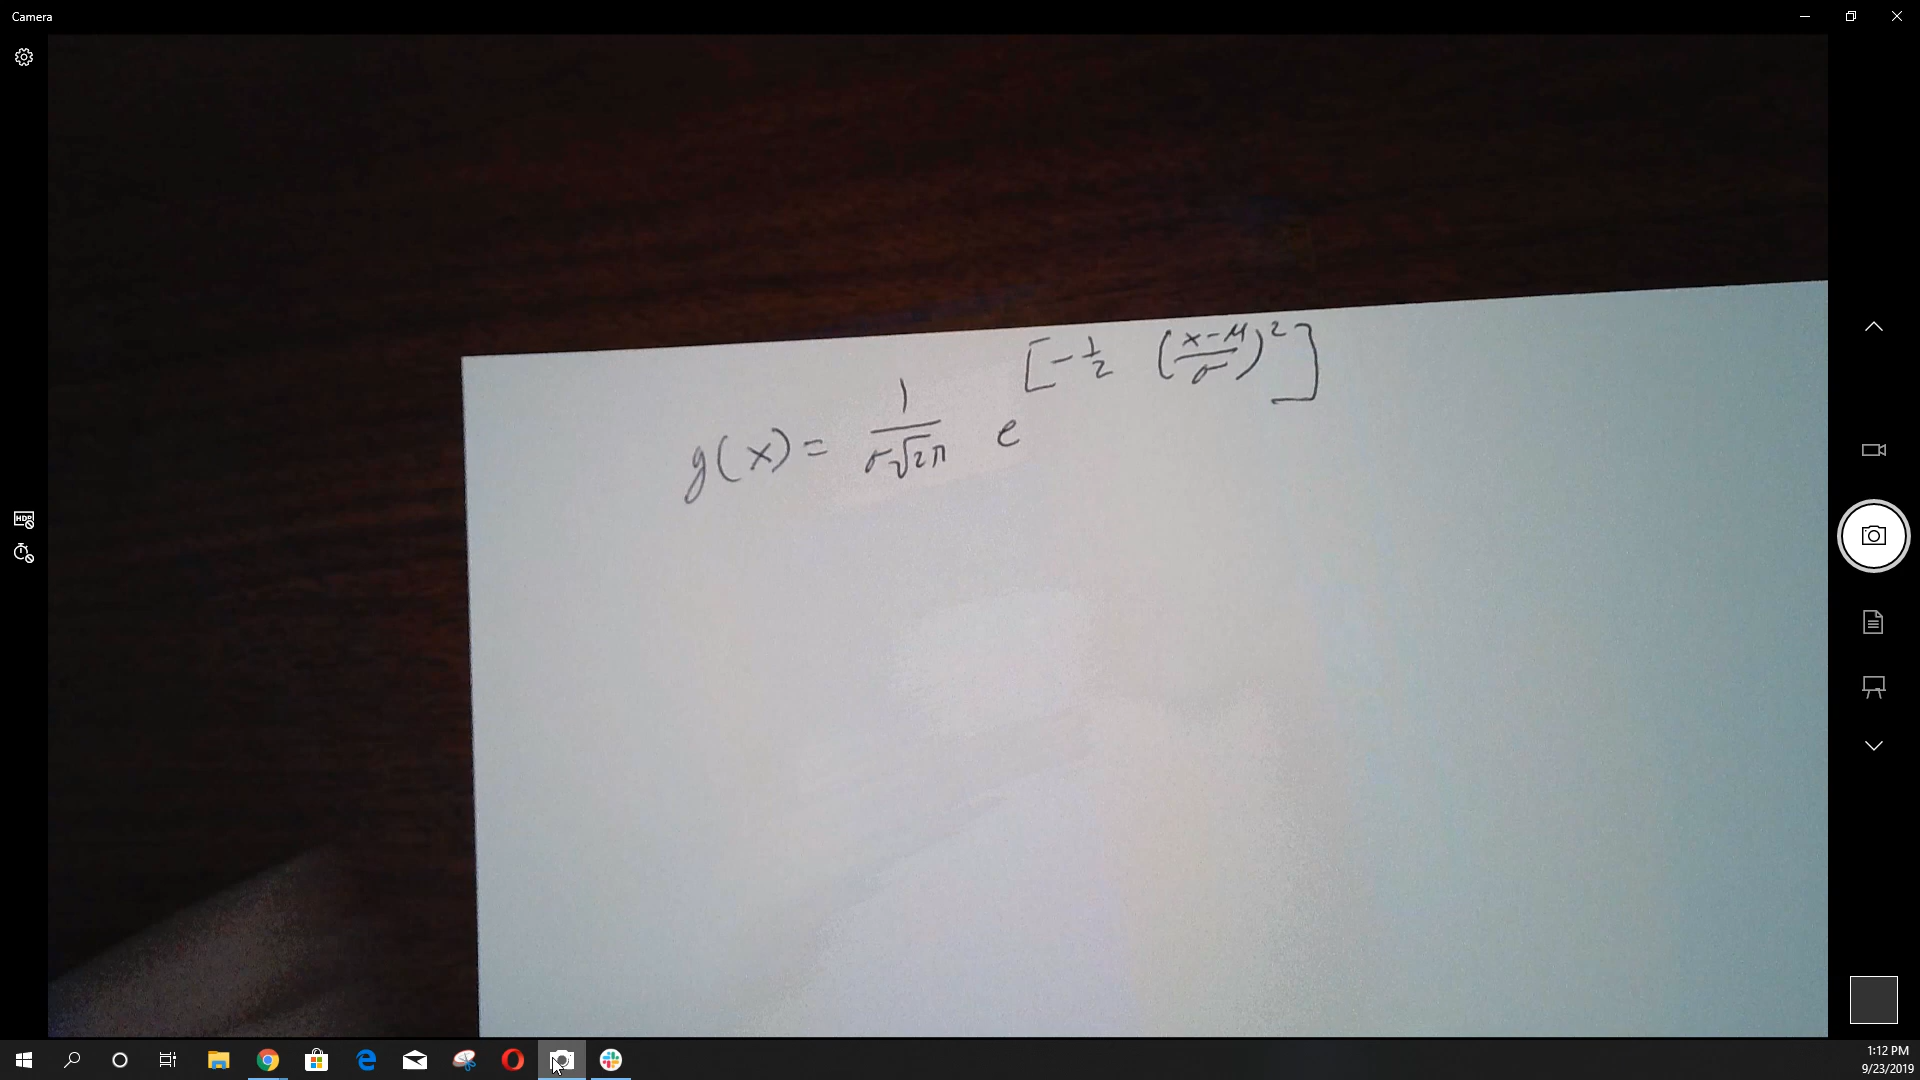 Camera
g(x) = 1/(σ√2π) e^[-1/2 ((x-μ)/σ)^2]
1:12 PM
9/23/2019